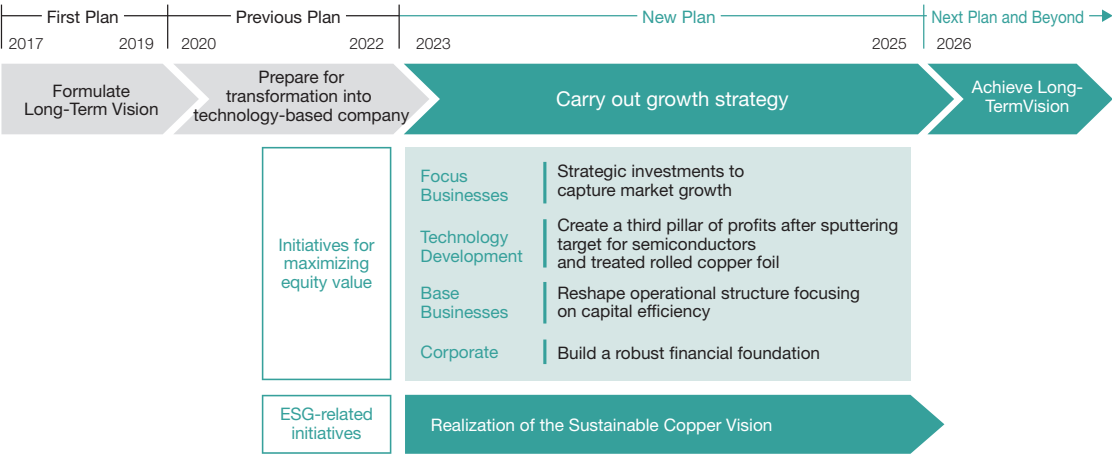 First Plan
Previous Plan
New Plan
Next Plan and Beyond
2017
2019
2020
2022
2023
2025
2026
Formulate
Long-Term Vision
Prepare for
transformation into
technology-based company
Carry out growth strategy
Achieve Long-
TermVision
Initiatives for
maximizing
equity value
Focus
Businesses
Strategic investments to
capture market growth
Technology
Development
Create a third pillar of profits after sputtering
target for semiconductors
and treated rolled copper foil
Base
Businesses
Reshape operational structure focusing
on capital efficiency
Corporate
Build a robust financial foundation
ESG-related
initiatives
Realization of the Sustainable Copper Vision